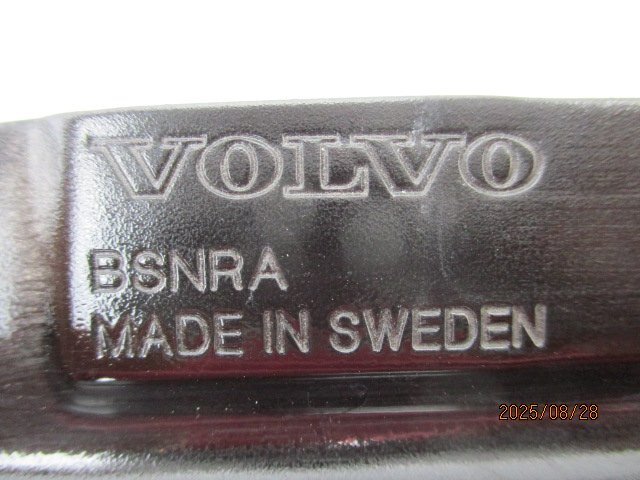 VOLVO
BSNRA
MADE IN SWEDEN
2025/08/28